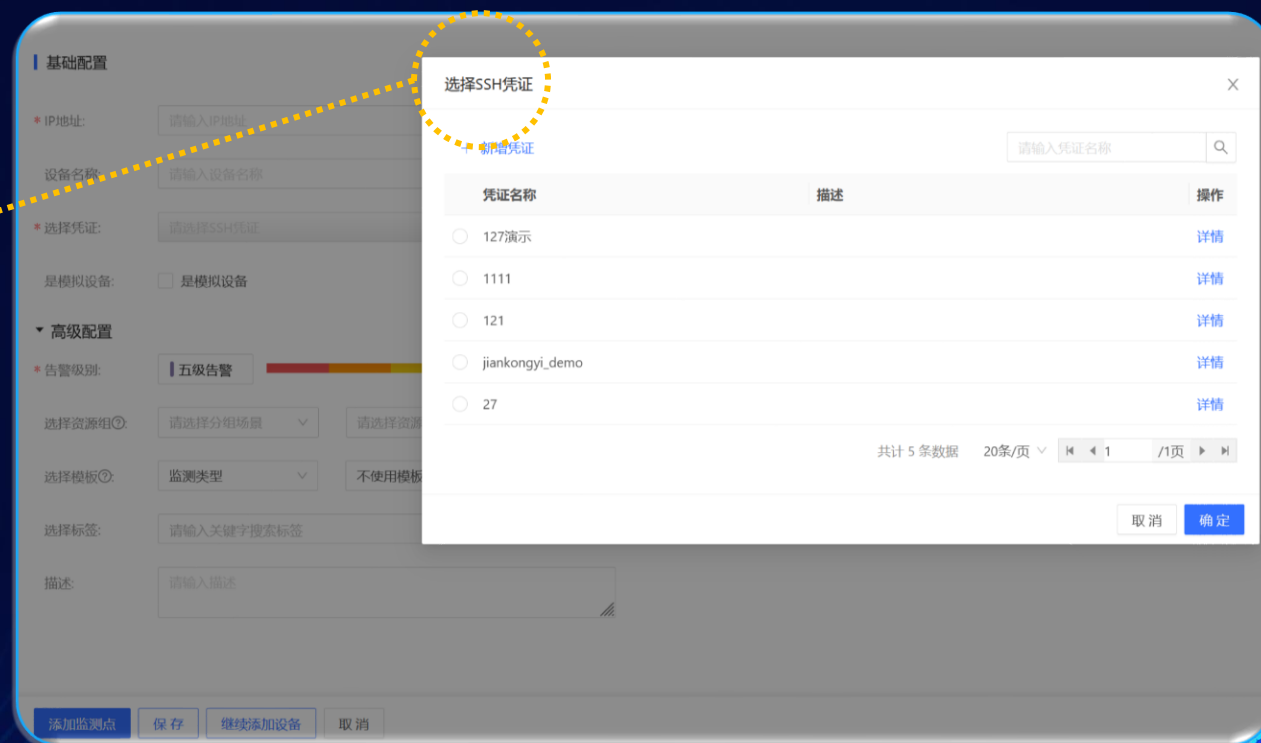 基础配置
* IP地址: 请输入IP地址
设备名称: 请输入设备名称
* 选择凭证: 请选择SSH凭证
是模拟设备: 是模拟设备
高级配置
* 告警级别: 五级告警
选择资源组?: 请选择分组场景 请选择资源
选择模板?: 监测类型 不使用模板
选择标签: 请输入关键字搜索标签
描述: 请输入描述
添加监测点 保存 继续添加设备 取消
选择SSH凭证
+ 新增凭证 请输入凭证名称
凭证名称 描述 操作
127演示 详情
1111 详情
121 详情
jiankongyi_demo 详情
27 详情
共计 5 条数据 20条/页 1 /1页
取消 确定